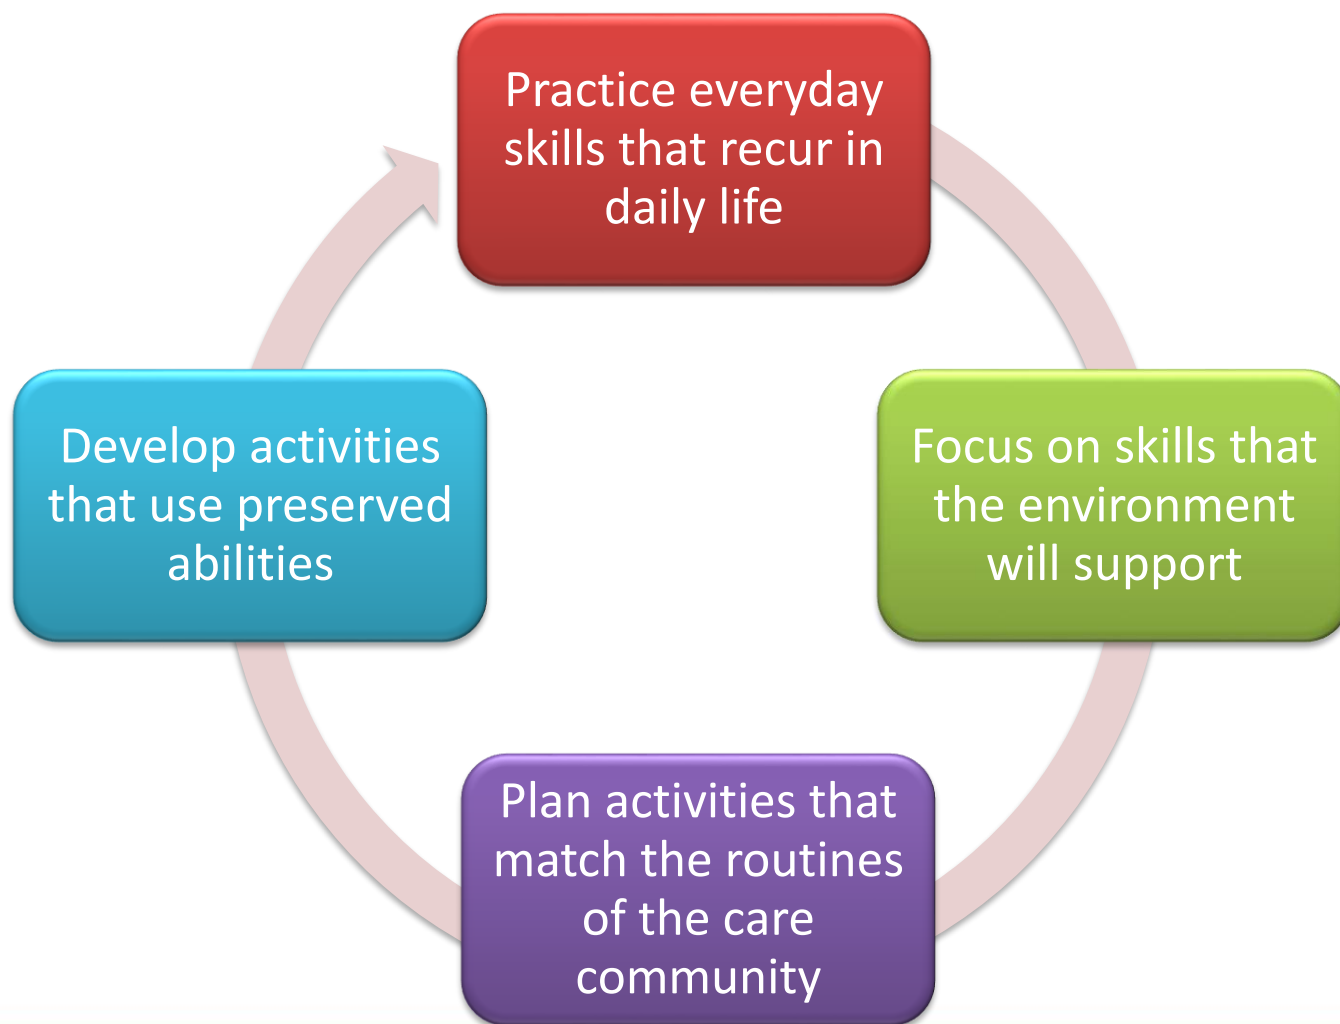 Practice everyday
skills that recur in
daily life
Focus on skills that
the environment
will support
Plan activities that
match the routines
of the care
community
Develop activities
that use preserved
abilities